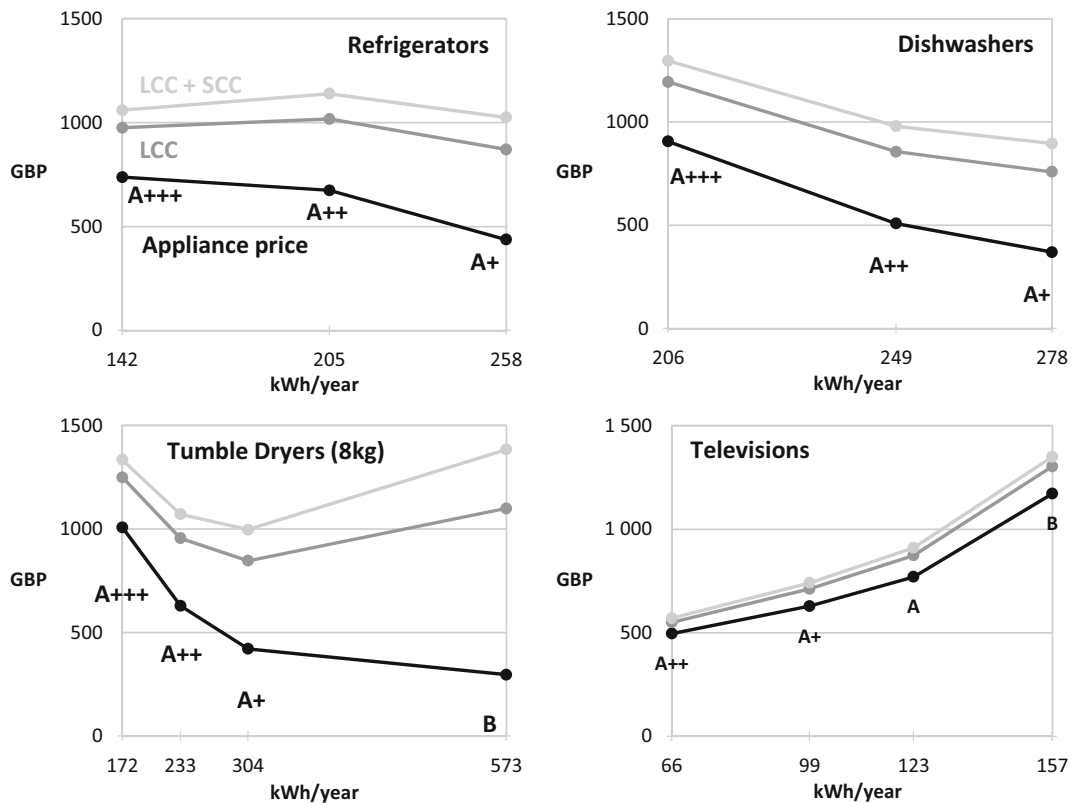 1500
Refrigerators
LCC + SCC
1000
LCC
GBP
A+++
A++
500
Appliance price
A+
0
142 205 258
kWh/year
1500
Dishwashers
1000
GBP
A+++
500
A++
A+
0
206 249 278
kWh/year
1500
Tumble Dryers (8kg)
1000
GBP
A+++
500
A++
A+
B
0
172 233 304 573
kWh/year
1 500
Televisions
1 000
B
GBP
A
A+
500
A++
0
66 99 123 157
kWh/year